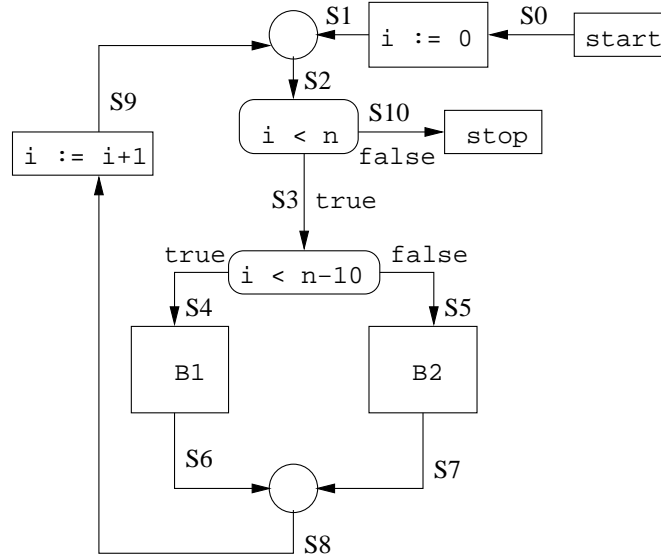 S1
S0
i := 0
start
S2
S9
S10
i < n
stop
false
i := i+1
S3
true
true
false
i < n-10
S4
S5
B1
B2
S6
S7
S8